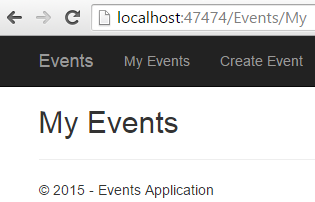 localhost:47474/Events/My
Events My Events Create Event
My Events
© 2015 - Events Application